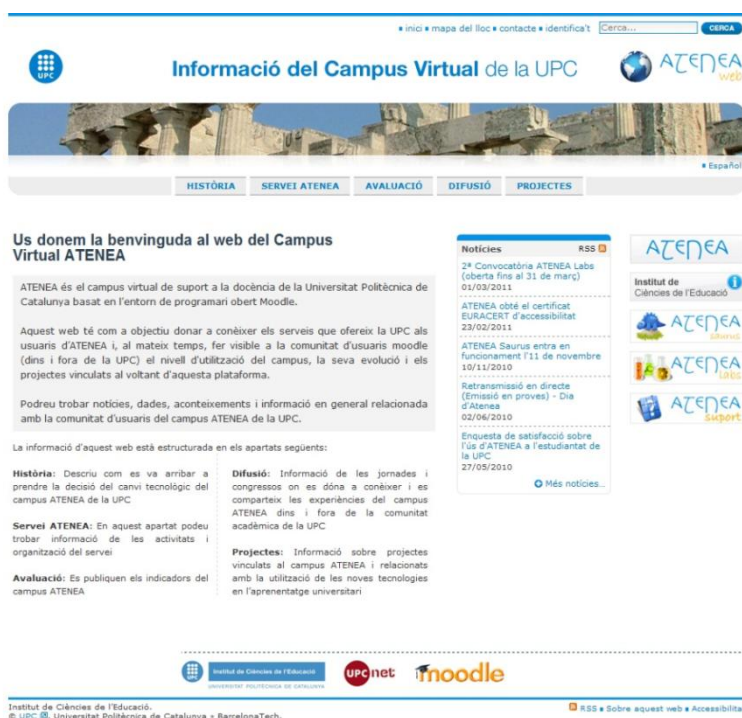 inici mapa del lloc contacte identifica't Cerca... CERCA
UPC
Informació del Campus Virtual de la UPC
ATENEA
web
Español
HISTÒRIA SERVEI ATENEA AVALUACIÓ DIFUSIÓ PROJECTES
Us donem la benvinguda al web del Campus
Virtual ATENEA
ATENEA és el campus virtual de suport a la docència de la Universitat Politècnica de
Catalunya basat en l'entorn de programari obert Moodle.
Aquest web té com a objectiu donar a conèixer els serveis que ofereix la UPC als
usuaris d'ATENEA i, al mateix temps, fer visible a la comunitat d'usuaris moodle
(dins i fora de la UPC) el nivell d'utilització del campus, la seva evolució i els
projectes vinculats al voltant d'aquesta plataforma.
Podreu trobar notícies, dades, aconteixements i informació en general relacionada
amb la comunitat d'usuaris del campus ATENEA de la UPC.
La informació d'aquest web està estructurada en els apartats següents:
Història: Descriu com es va arribar a
prendre la decisió del canvi tecnològic del
campus ATENEA de la UPC
Servei ATENEA: En aquest apartat podeu
trobar informació de les activitats i
organització del servei
Avaluació: Es publiquen els indicadors del
campus ATENEA
Difusió: Informació de les jornades i
congressos on es dóna a conèixer i es
comparteix les experiències del campus
ATENEA dins i fora de la comunitat
acadèmica de la UPC
Projectes: Informació sobre projectes
vinculats al campus ATENEA i relacionats
amb la utilització de les noves tecnologies
en l'aprenentatge universitari
Notícies RSS
2ª Convocatòria ATENEA Labs
(oberta fins al 31 de març)
01/03/2011
ATENEA obté el certificat
EURACERT d'accessibilitat
23/02/2011
ATENEA Saurus entra en
funcionament l'11 de novembre
10/11/2010
Retransmissió en directe
(Emissió en proves) - Dia
d'Atenea
02/06/2010
Enquesta de satisfacció sobre
l'ús d'ATENEA a l'estudiantat de
la UPC
27/05/2010
Més notícies..
ATENEA
Institut de
Ciències de l'Educació
ATENEA
saurus
ATENEA
labs
ATENEA
suport
UPC
Institut de Ciències de l'Educació
UNIVERSITAT POLITÈCNICA DE CATALUNYA
UPCnet
moodle
Institut de Ciències de l'Educació.
© UPC. Universitat Politècnica de Catalunya • BarcelonaTech.
RSS Sobre aquest web Accessibilita